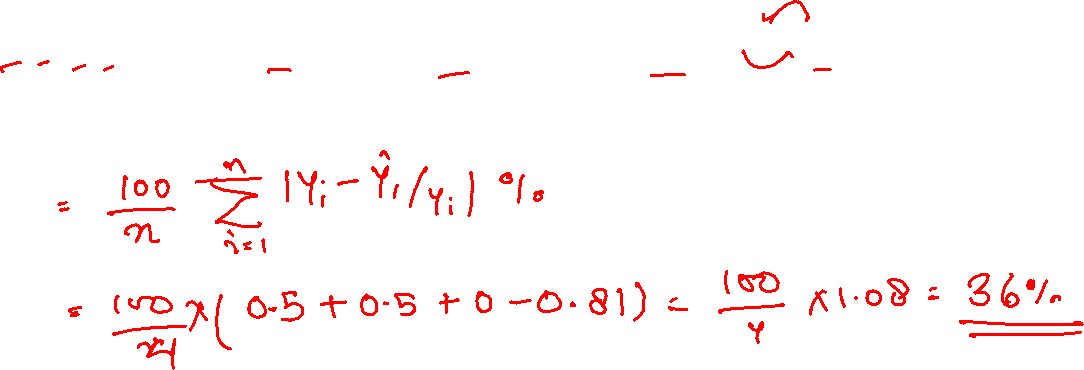 = 100/n n∑i=1 |Yi - Ŷi/Yi| %
= 100/4 x( 0.5 + 0.5 + 0 - 0.81) = 100/4 x 1.08 = 36%